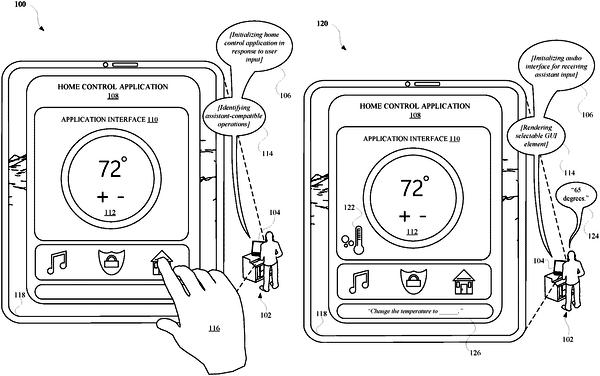 100
[Initializing home
control application in
response to user
input]
106
HOME CONTROL APPLICATION
108
[Identifying
assistant-compatible
operations]
114
APPLICATION INTERFACE 110
72°
+ -
112
104
118
116
102
120
[Initializing audio
interface for receiving
assistant input]
106
HOME CONTROL APPLICATION
108
[Rendering
selectable GUI
element]
114
APPLICATION INTERFACE 110
72°
+ -
112
122
"65
degrees."
124
104
118
"Change the temperature to _____."
126
102